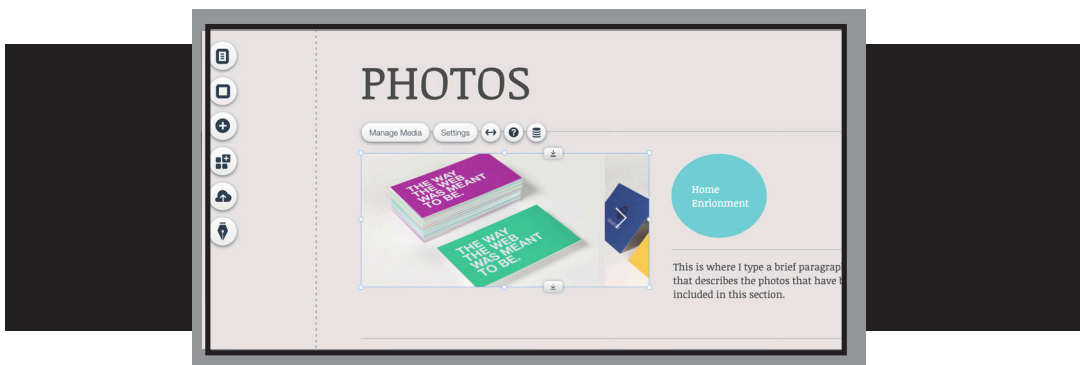 PHOTOS
Manage Media
Settings
?
THE WAY
THE WEB
WAS MEANT
TO BE.
THE WAY
THE WEB
WAS MEANT
TO BE.
Home
Enrionment
This is where I type a brief paragrap
that describes the photos that have b
included in this section.